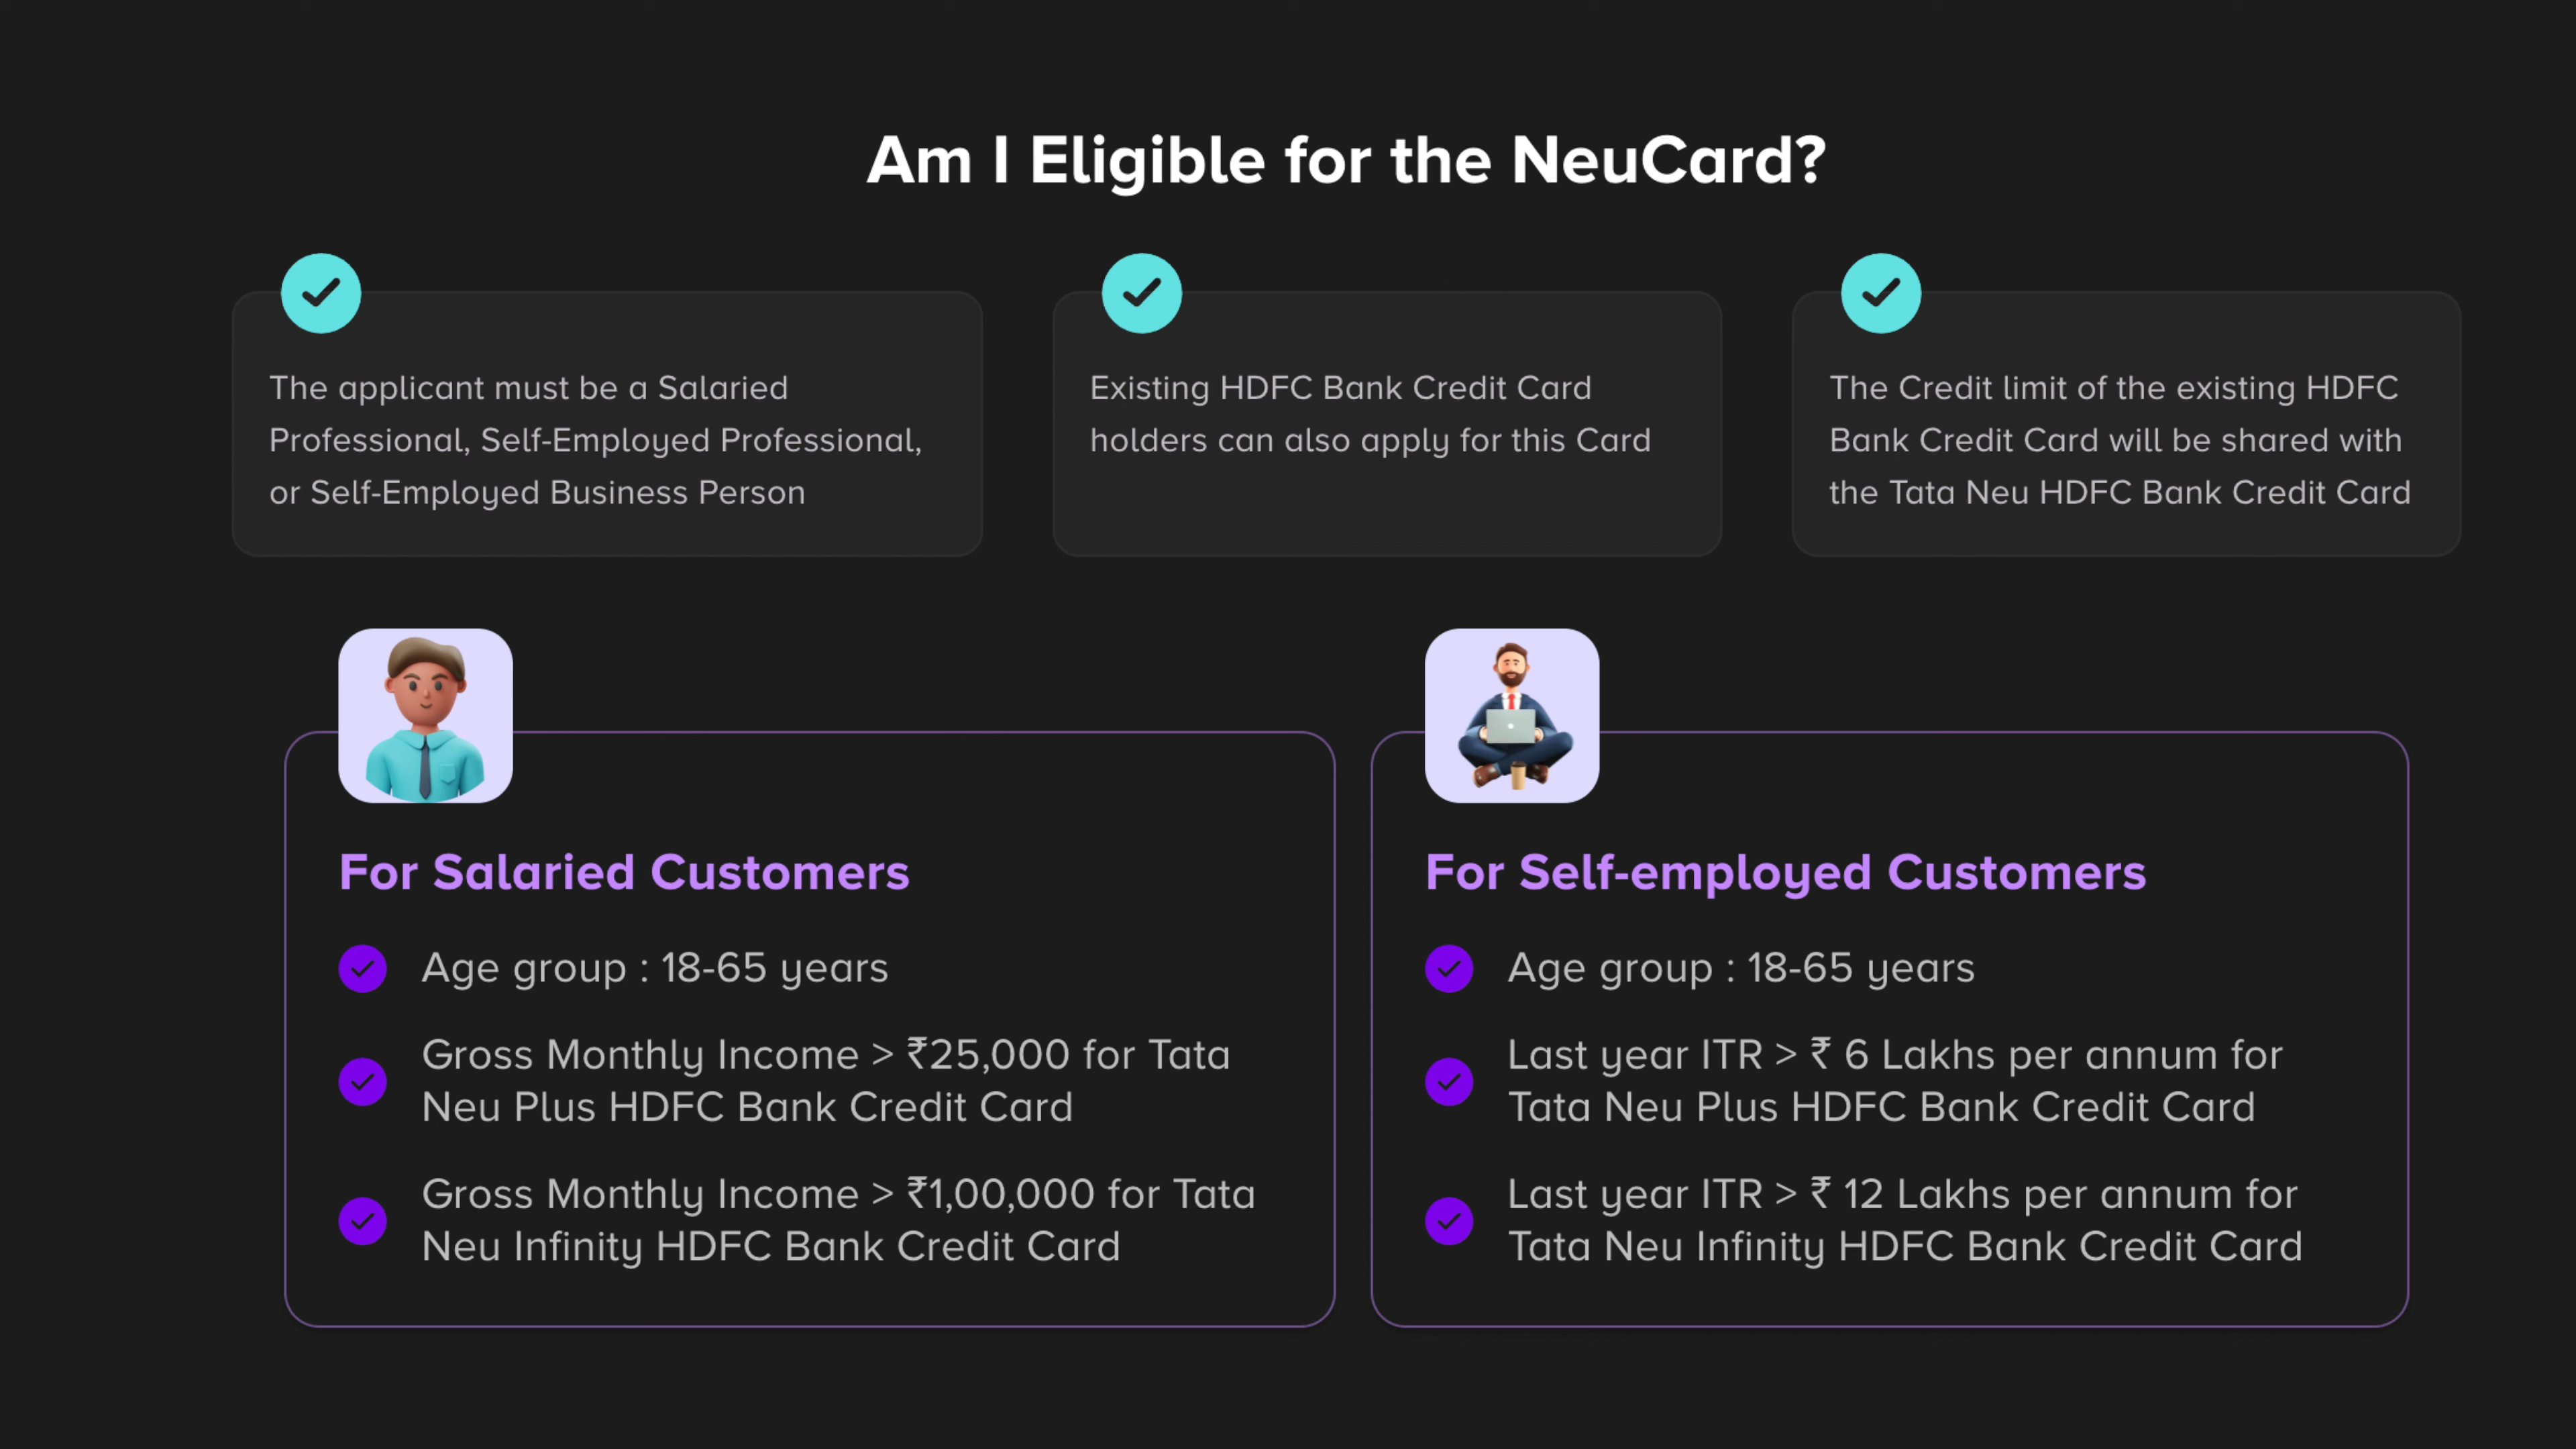 Am I Eligible for the NeuCard?
The applicant must be a Salaried
Professional, Self-Employed Professional,
or Self-Employed Business Person
Existing HDFC Bank Credit Card
holders can also apply for this Card
The Credit limit of the existing HDFC
Bank Credit Card will be shared with
the Tata Neu HDFC Bank Credit Card
For Salaried Customers
Age group : 18-65 years
Gross Monthly Income > ₹25,000 for Tata
Neu Plus HDFC Bank Credit Card
Gross Monthly Income > ₹1,00,000 for Tata
Neu Infinity HDFC Bank Credit Card
For Self-employed Customers
Age group : 18-65 years
Last year ITR > ₹ 6 Lakhs per annum for
Tata Neu Plus HDFC Bank Credit Card
Last year ITR > ₹ 12 Lakhs per annum for
Tata Neu Infinity HDFC Bank Credit Card